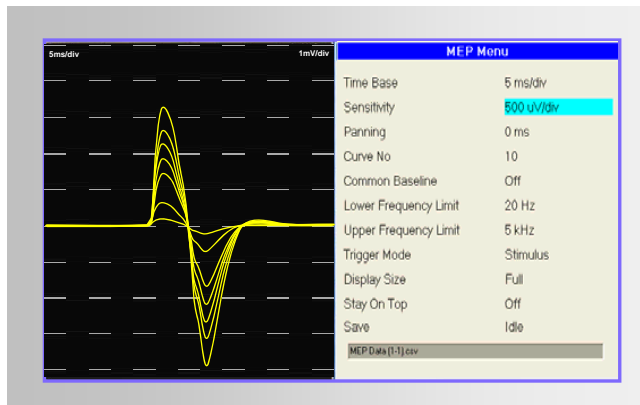 5ms/div 1mV/div
MEP Menu
Time Base 5 ms/div
Sensitivity 500 uV/div
Panning 0 ms
Curve No 10
Common Baseline Off
Lower Frequency Limit 20 Hz
Upper Frequency Limit 5 kHz
Trigger Mode Stimulus
Display Size Full
Stay On Top Off
Save Idle
MEP Data (1-1).csv